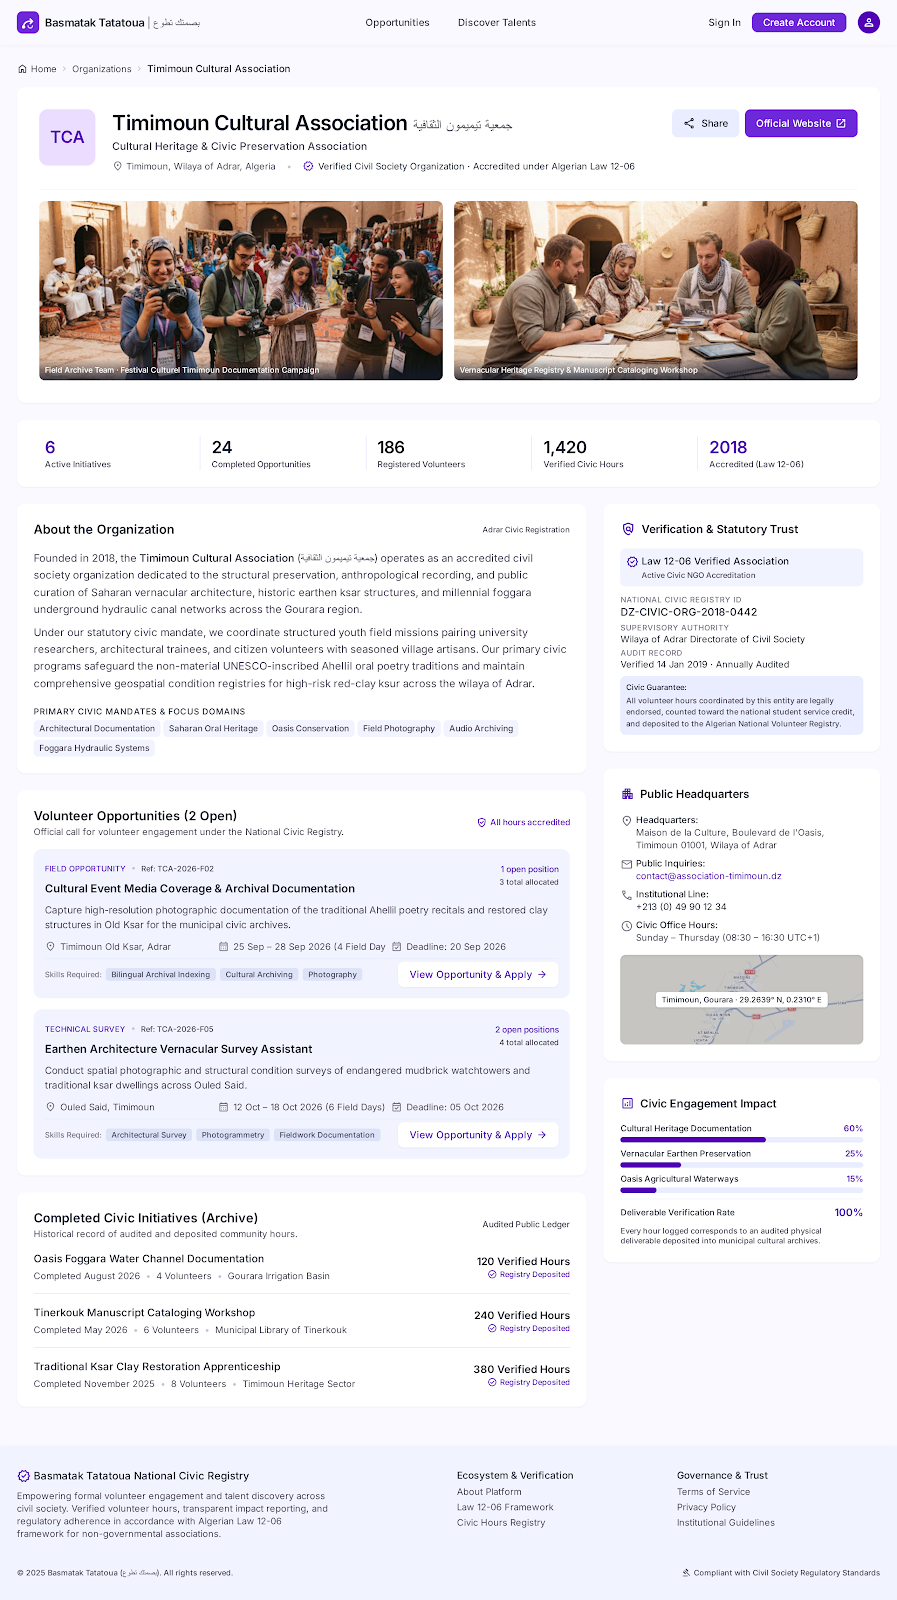 Basmatak Tatatoua | بصمتك تطوع
Opportunities
Discover Talents
Sign In
Create Account
Home
Organizations
Timimoun Cultural Association
TCA
Timimoun Cultural Association جمعية تيميمون الثقافية
Share
Official Website
Cultural Heritage & Civic Preservation Association
Timimoun, Wilaya of Adrar, Algeria • Verified Civil Society Organization · Accredited under Algerian Law 12-06
Field Archive Team · Festival Culturel Timimoun Documentation Campaign
Vernacular Heritage Registry & Manuscript Cataloging Workshop
6
Active Initiatives
24
Completed Opportunities
186
Registered Volunteers
1,420
Verified Civic Hours
2018
Accredited (Law 12-06)
About the Organization
Adrar Civic Registration
Founded in 2018, the Timimoun Cultural Association (جمعية تيميمون الثقافية) operates as an accredited civil
society organization dedicated to the structural preservation, anthropological recording, and public
curation of Saharan vernacular architecture, historic earthen ksar structures, and millennial foggara
underground hydraulic canal networks across the Gourara region.
Under our statutory civic mandate, we coordinate structured youth field missions pairing university
researchers, architectural trainees, and citizen volunteers with seasoned village artisans. Our primary civic
programs safeguard the non-material UNESCO-inscribed Ahellil oral poetry traditions and maintain
comprehensive geospatial condition registries for high-risk red-clay ksur across the wilaya of Adrar.
PRIMARY CIVIC MANDATES & FOCUS DOMAINS
Architectural Documentation
Saharan Oral Heritage
Oasis Conservation
Field Photography
Audio Archiving
Foggara Hydraulic Systems
Volunteer Opportunities (2 Open)
Official call for volunteer engagement under the National Civic Registry.
All hours accredited
FIELD OPPORTUNITY • Ref: TCA-2026-F02
1 open position
3 total allocated
Cultural Event Media Coverage & Archival Documentation
Capture high-resolution photographic documentation of the traditional Ahellil poetry recitals and restored clay
structures in Old Ksar for the municipal civic archives.
Timimoun Old Ksar, Adrar
25 Sep – 28 Sep 2026 (4 Field Day
Deadline: 20 Sep 2026
Skills Required: Bilingual Archival Indexing
Cultural Archiving
Photography
View Opportunity & Apply →
TECHNICAL SURVEY • Ref: TCA-2026-F05
2 open positions
4 total allocated
Earthen Architecture Vernacular Survey Assistant
Conduct spatial photographic and structural condition surveys of endangered mudbrick watchtowers and
traditional ksar dwellings across Ouled Said.
Ouled Said, Timimoun
12 Oct – 18 Oct 2026 (6 Field Days)
Deadline: 05 Oct 2026
Skills Required: Architectural Survey
Photogrammetry
Fieldwork Documentation
View Opportunity & Apply →
Completed Civic Initiatives (Archive)
Historical record of audited and deposited community hours.
Audited Public Ledger
Oasis Foggara Water Channel Documentation
Completed August 2026 • 4 Volunteers • Gourara Irrigation Basin
120 Verified Hours
Registry Deposited
Tinerkouk Manuscript Cataloging Workshop
Completed May 2026 • 6 Volunteers • Municipal Library of Tinerkouk
240 Verified Hours
Registry Deposited
Traditional Ksar Clay Restoration Apprenticeship
Completed November 2025 • 8 Volunteers • Timimoun Heritage Sector
380 Verified Hours
Registry Deposited
Verification & Statutory Trust
Law 12-06 Verified Association
Active Civic NGO Accreditation
NATIONAL CIVIC REGISTRY ID
DZ-CIVIC-ORG-2018-0442
SUPERVISORY AUTHORITY
Wilaya of Adrar Directorate of Civil Society
AUDIT RECORD
Verified 14 Jan 2019 · Annually Audited
Civic Guarantee:
All volunteer hours coordinated by this entity are legally
endorsed, counted toward the national student service credit,
and deposited to the Algerian National Volunteer Registry.
Public Headquarters
Headquarters:
Maison de la Culture, Boulevard de l'Oasis,
Timimoun 01001, Wilaya of Adrar
Public Inquiries:
contact@association-timimoun.dz
Institutional Line:
+213 (0) 49 90 12 34
Civic Office Hours:
Sunday – Thursday (08:30 – 16:30 UTC+1)
Timimoun, Gourara · 29.2639° N, 0.2310° E
Civic Engagement Impact
Cultural Heritage Documentation 60%
Vernacular Earthen Preservation 25%
Oasis Agricultural Waterways 15%
Deliverable Verification Rate 100%
Every hour logged corresponds to an audited physical
deliverable deposited into municipal cultural archives.
Basmatak Tatatoua National Civic Registry
Empowering formal volunteer engagement and talent discovery across
civil society. Verified volunteer hours, transparent impact reporting, and
regulatory adherence in accordance with Algerian Law 12-06
framework for non-governmental associations.
Ecosystem & Verification
About Platform
Law 12-06 Framework
Civic Hours Registry
Governance & Trust
Terms of Service
Privacy Policy
Institutional Guidelines
© 2025 Basmatak Tatatoua (بصمتك تطوع). All rights reserved.
Compliant with Civil Society Regulatory Standards